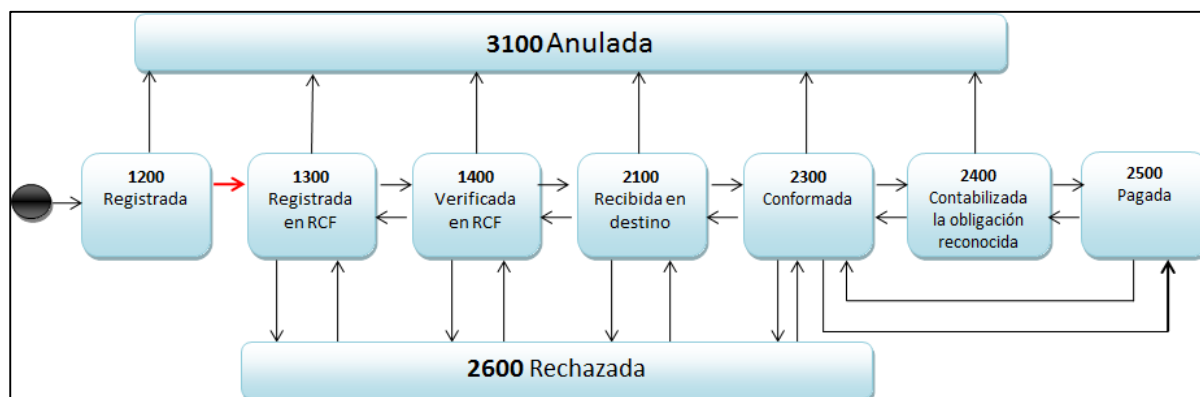 3100 Anulada
1200
Registrada
1300
Registrada
en RCF
1400
Verificada
en RCF
2100
Recibida en
destino
2300
Conformada
2400
Contabilizada
la obligación
reconocida
2500
Pagada
2600 Rechazada